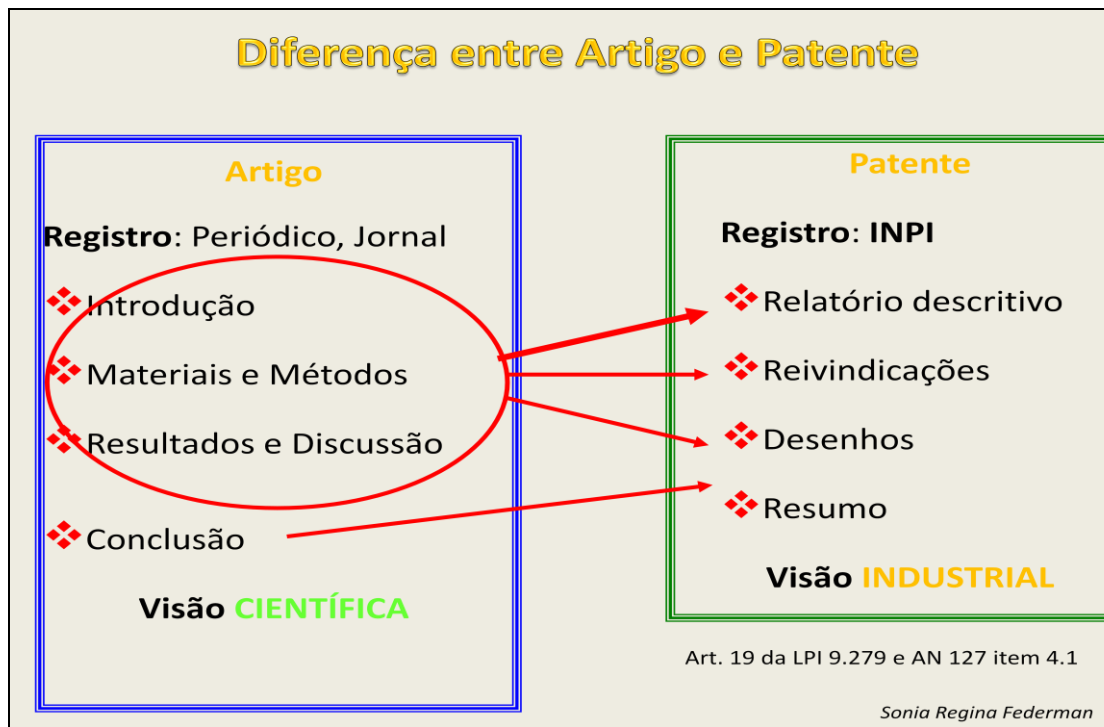 Diferença entre Artigo e Patente
Artigo
Registro: Periódico, Jornal
Introdução
Materiais e Métodos
Resultados e Discussão
Conclusão
Visão CIENTÍFICA
Patente
Registro: INPI
Relatório descritivo
Reivindicações
Desenhos
Resumo
Visão INDUSTRIAL
Art. 19 da LPI 9.279 e AN 127 item 4.1
Sonia Regina Federman